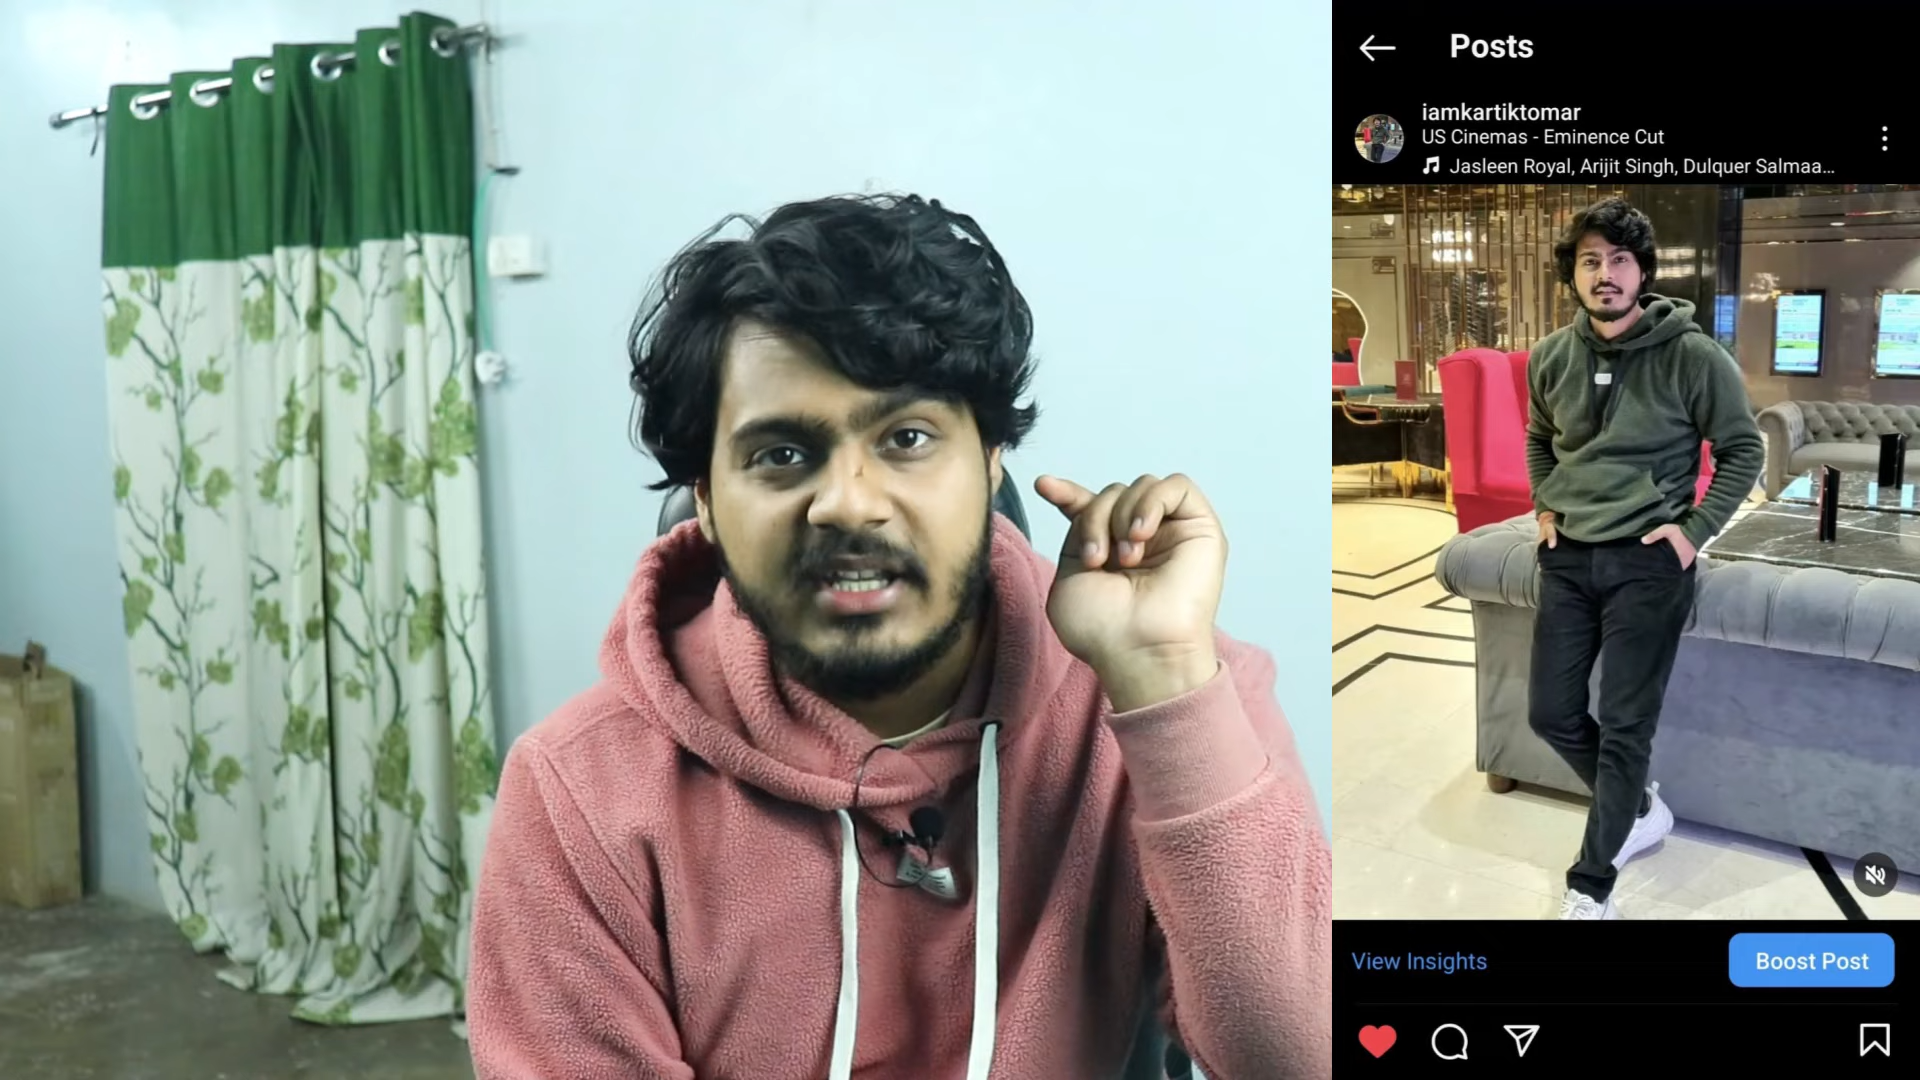 Posts
iamkartiktomar
US Cinemas - Eminence Cut
Jasleen Royal, Arijit Singh, Dulquer Salmaa...
View Insights
Boost Post